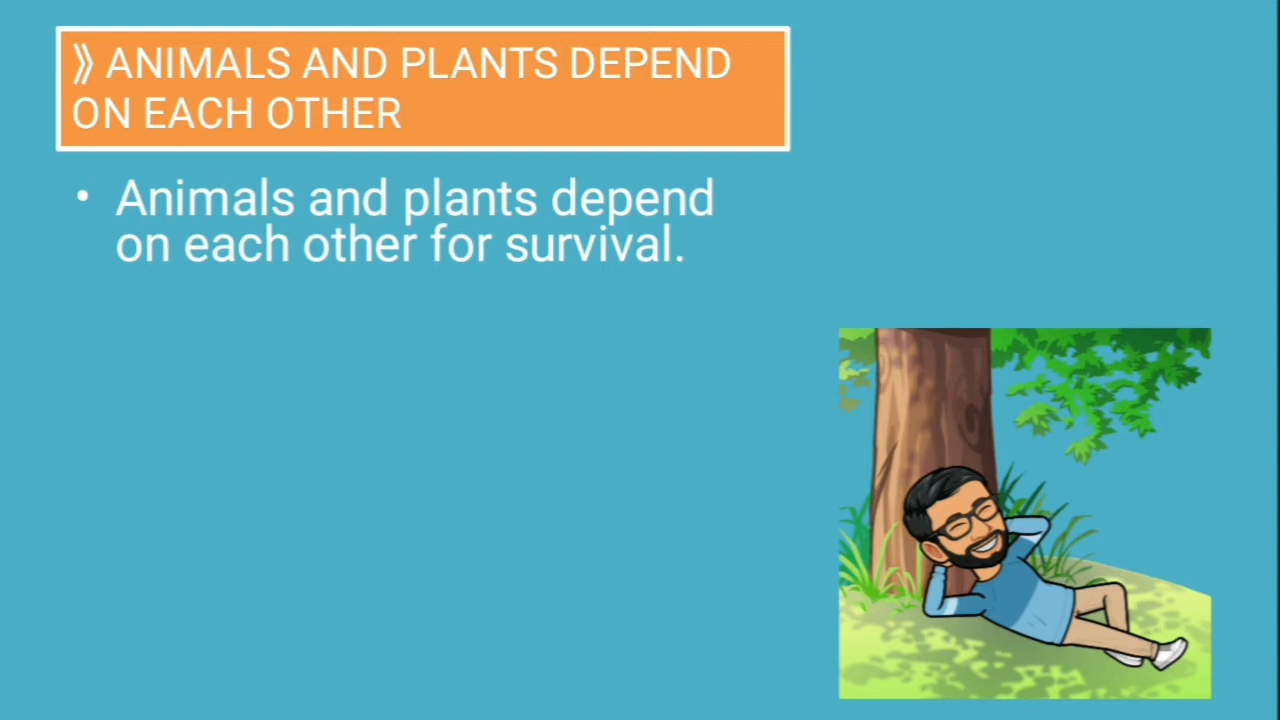 ⟫ ANIMALS AND PLANTS DEPEND
ON EACH OTHER
• Animals and plants depend
on each other for survival.